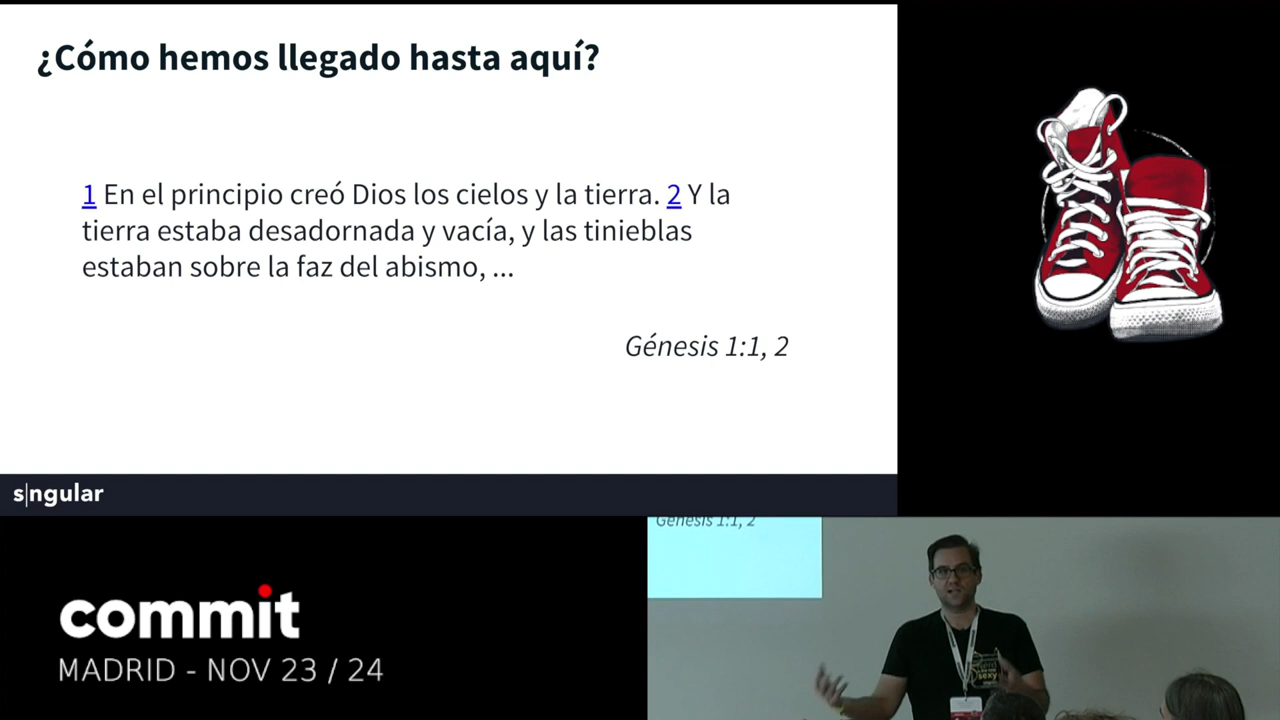 ¿Cómo hemos llegado hasta aquí?
1 En el principio creó Dios los cielos y la tierra. 2 Y la
tierra estaba desadornada y vacía, y las tinieblas
estaban sobre la faz del abismo, ...
Génesis 1:1, 2
s|ngular
Génesis 1:1, 2
commit
MADRID - NOV 23 / 24
sexy